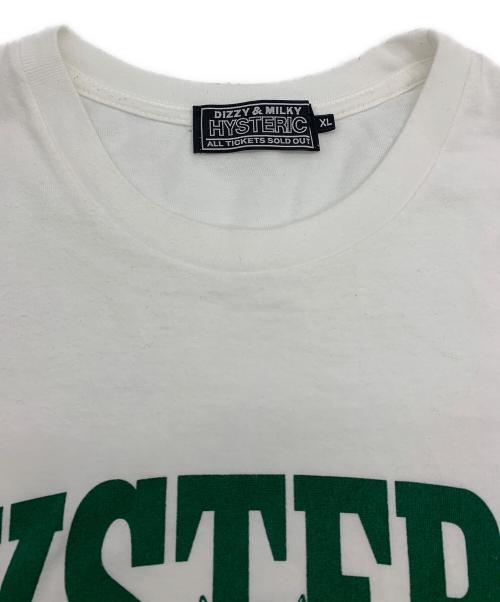 DIZZY & MILKY
HYSTERIC
ALL TICKETS SOLD OUT
XL
YSTER